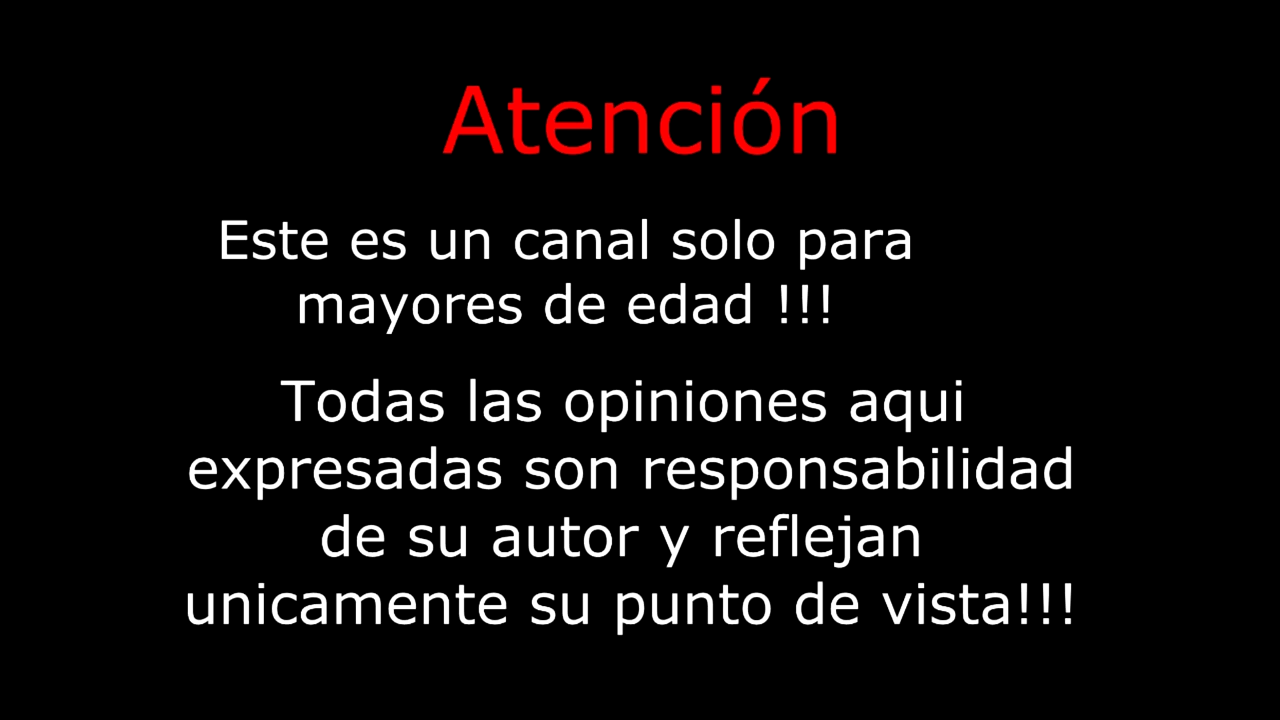 Atención
Este es un canal solo para
mayores de edad !!!
Todas las opiniones aqui
expresadas son responsabilidad
de su autor y reflejan
unicamente su punto de vista!!!